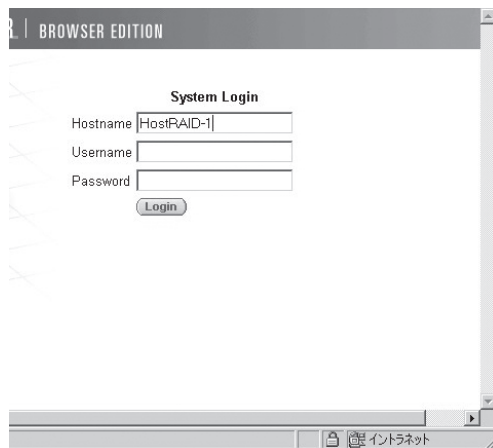 BROWSER EDITION
System Login
Hostname HostRAID-1
Username
Password
Login
イントラネット